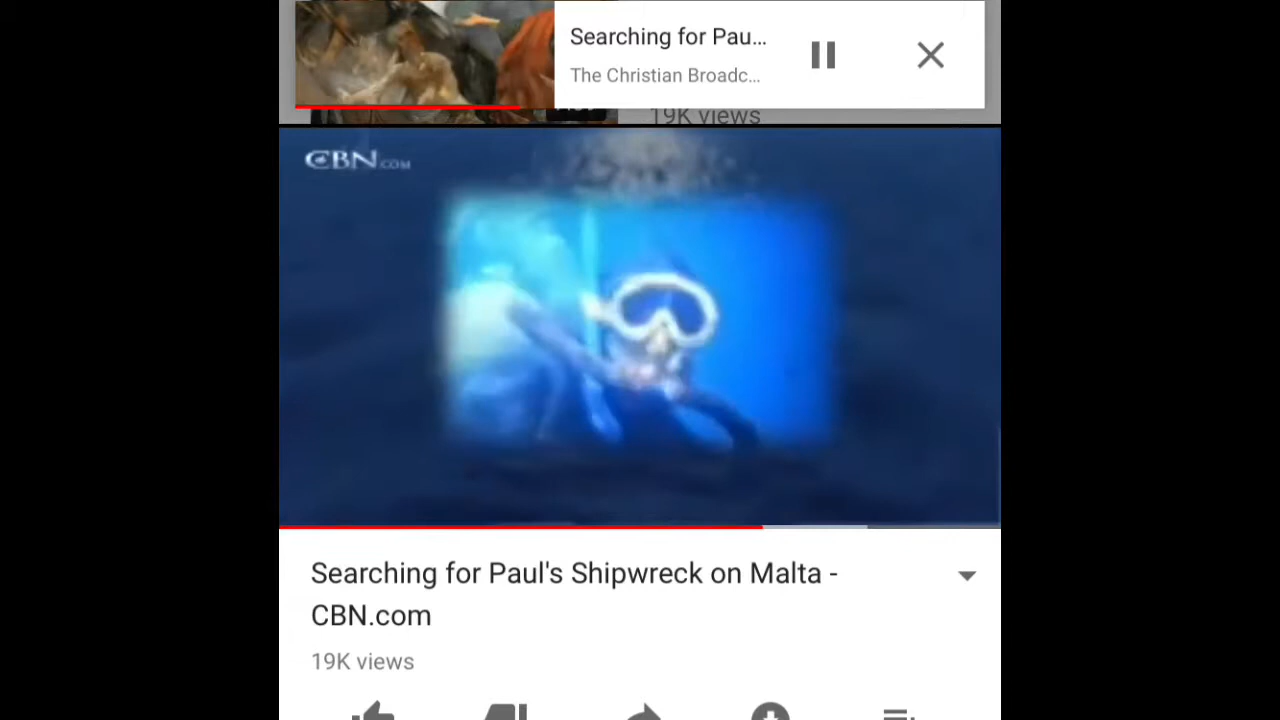 Searching for Pau...
The Christian Broadc...
19K views
CBN.COM
Searching for Paul's Shipwreck on Malta -
CBN.com
19K views